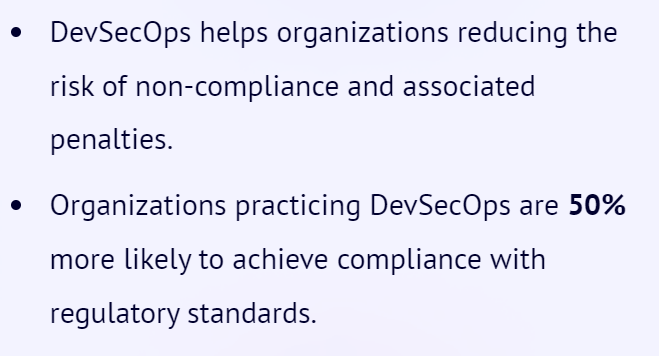 DevSecOps helps organizations reducing the
risk of non-compliance and associated
penalties.
Organizations practicing DevSecOps are 50%
more likely to achieve compliance with
regulatory standards.